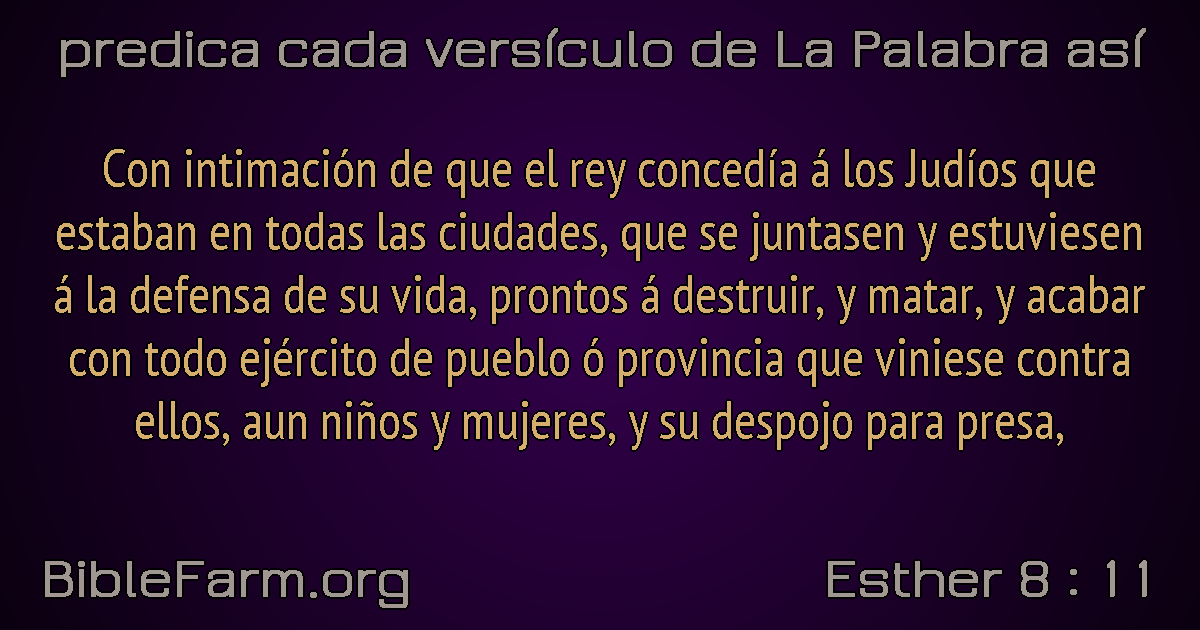 predica cada versículo de La Palabra así
Con intimación de que el rey concedía á los Judíos que
estaban en todas las ciudades, que se juntasen y estuviesen
á la defensa de su vida, prontos á destruir, y matar, y acabar
con todo ejército de pueblo ó provincia que viniese contra
ellos, aun niños y mujeres, y su despojo para presa,
BibleFarm.org
Esther 8 : 11